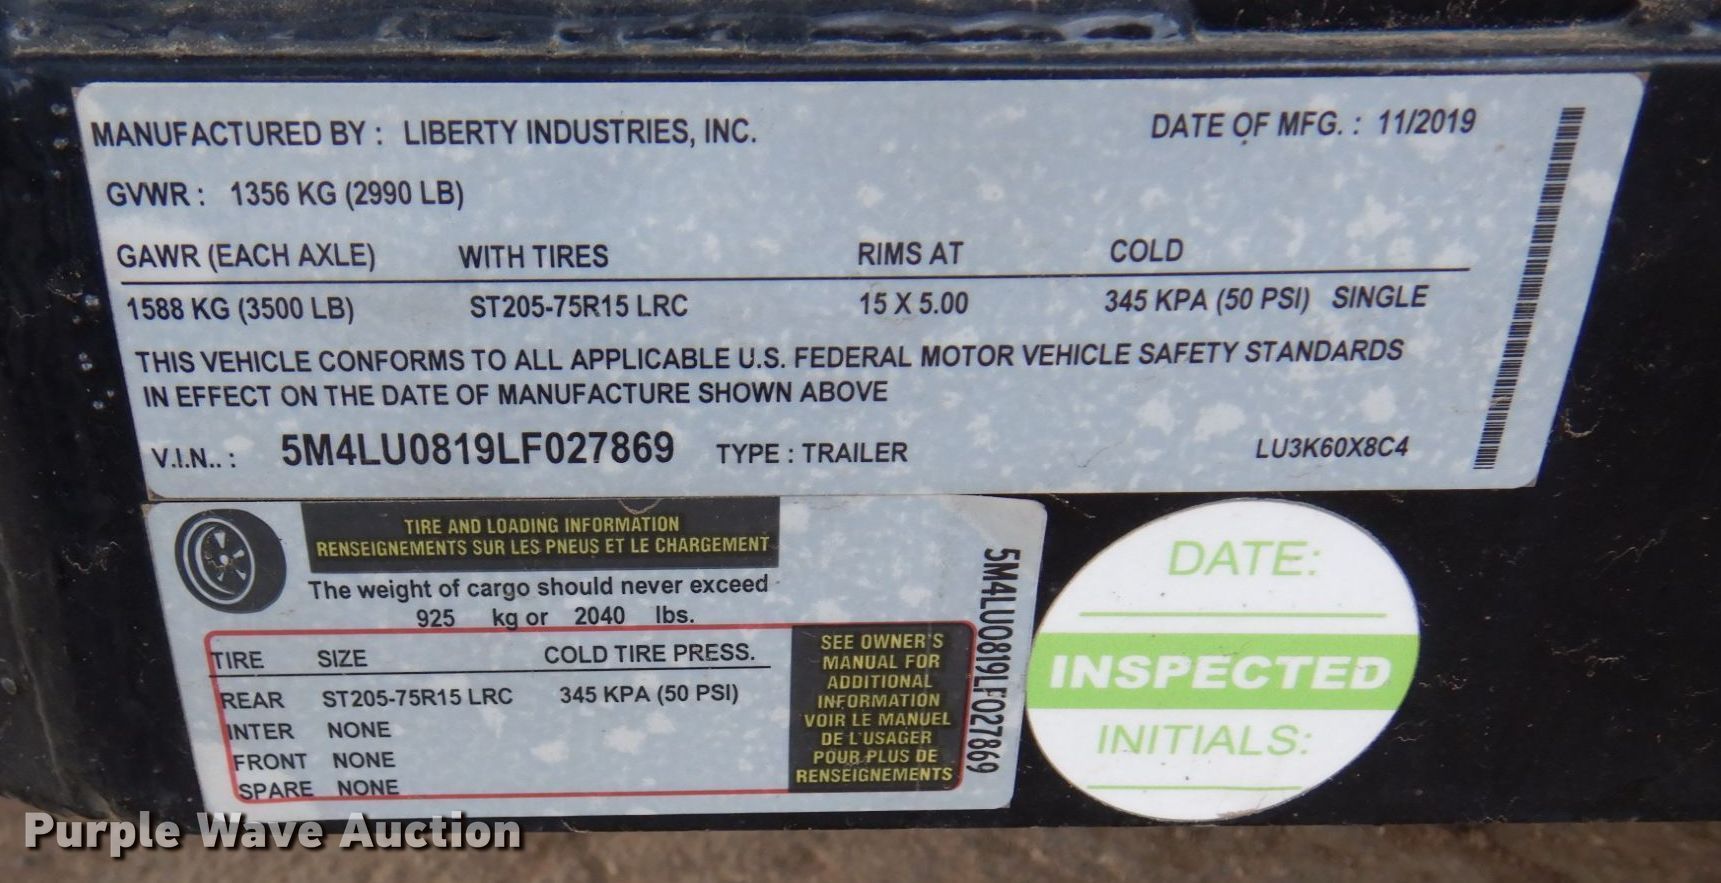 MANUFACTURED BY : LIBERTY INDUSTRIES, INC. DATE OF MFG. : 11/2019
GVWR : 1356 KG (2990 LB)
GAWR (EACH AXLE) WITH TIRES RIMS AT COLD
1588 KG (3500 LB) ST205-75R15 LRC 15 X 5.00 345 KPA (50 PSI) SINGLE
THIS VEHICLE CONFORMS TO ALL APPLICABLE U.S. FEDERAL MOTOR VEHICLE SAFETY STANDARDS
IN EFFECT ON THE DATE OF MANUFACTURE SHOWN ABOVE
V.I.N.. : 5M4LU0819LF027869 TYPE : TRAILER LU3K60X8C4
TIRE AND LOADING INFORMATION
RENSEIGNEMENTS SUR LES PNEUS ET LE CHARGEMENT
The weight of cargo should never exceed
925 kg or 2040 lbs.
TIRE SIZE COLD TIRE PRESS.
REAR ST205-75R15 LRC 345 KPA (50 PSI)
INTER NONE
FRONT NONE
SPARE NONE
SEE OWNER'S
MANUAL FOR
ADDITIONAL
INFORMATION
VOIR LE MANUEL
DE L'USAGER
POUR PLUS DE
RENSEIGNEMENTS
5M4LU0819LF027869
DATE:
INSPECTED
INITIALS:
Purple Wave Auction